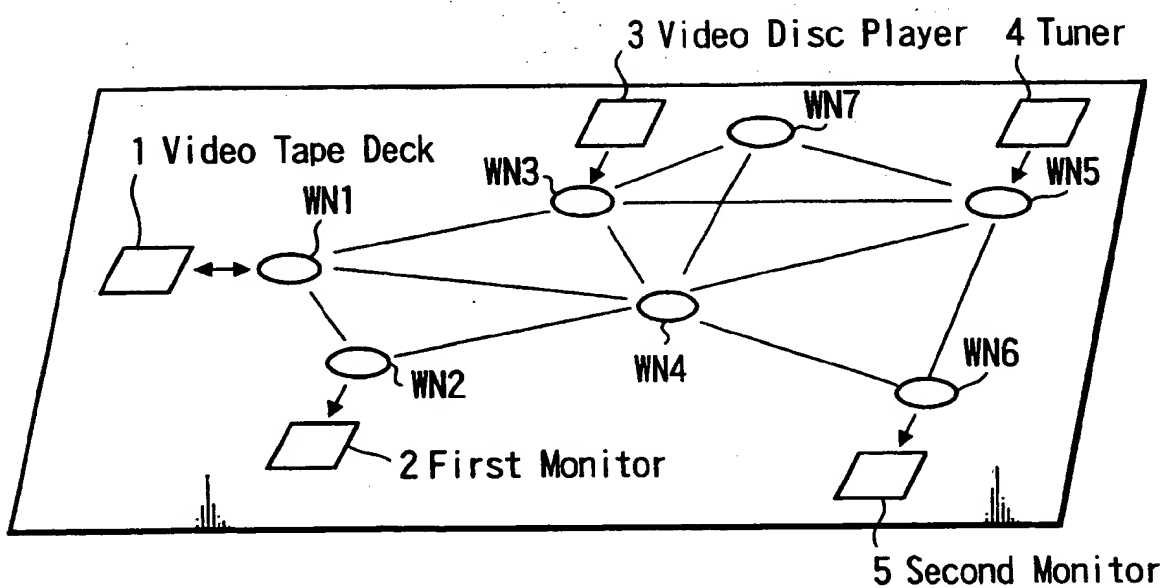 3 Video Disc Player
4 Tuner
WN7
1 Video Tape Deck
WN3
WN5
WN1
WN4
WN6
WN2
2 First Monitor
5 Second Monitor